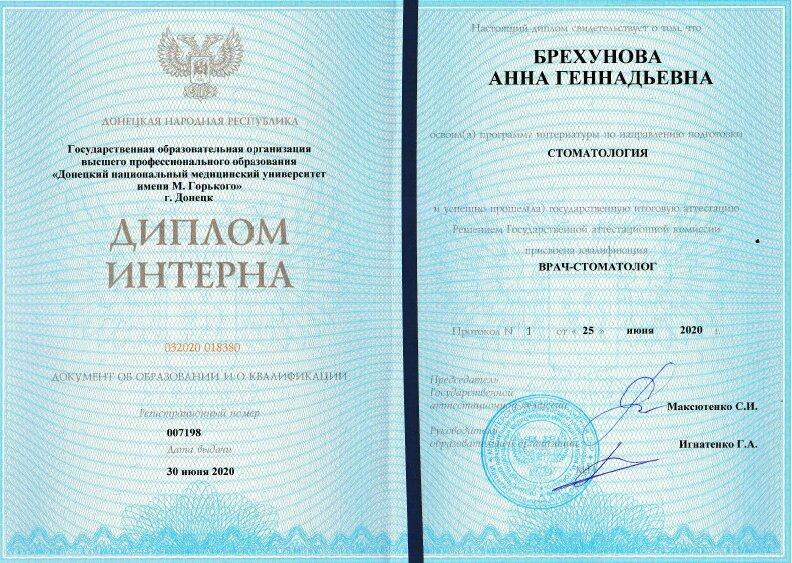 ДОНЕЦКАЯ НАРОДНАЯ РЕСПУБЛИКА
Государственная образовательная организация
высшего профессионального образования
«Донецкий национальный медицинский университет
имени М. Горького»
г. Донецк
ДИПЛОМ
ИНТЕРНА
032020 018380
ДОКУМЕНТ ОБ ОБРАЗОВАНИИ И О КВАЛИФИКАЦИИ
Регистрационный номер
007198
Дата выдачи
30 июня 2020
Настоящий диплом свидетельствует о том, что
БРЕХУНОВА
АННА ГЕННАДЬЕВНА
освоил(а) программу интернатуры по направлению подготовки
СТОМАТОЛОГИЯ
и успешно прошел(ла) государственную итоговую аттестацию
Решением Государственной аттестационной комиссии
присвоена квалификация
ВРАЧ-СТОМАТОЛОГ
Протокол N 1 от « 25 » июня 2020 г.
Председатель
Государственной
аттестационной комиссии
Максютенко С.И.
Руководитель
образовательной организации
Игнатенко Г.А.